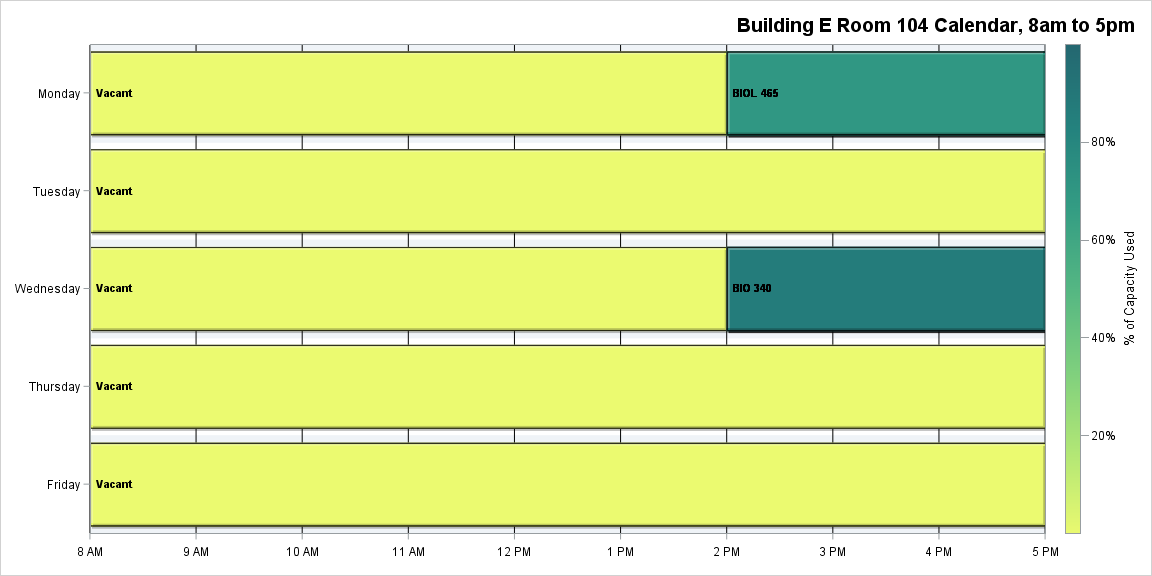 Building E Room 104 Calendar, 8am to 5pm
Monday
Vacant
BIOL 465
Tuesday
Vacant
Wednesday
Vacant
BIO 340
Thursday
Vacant
Friday
Vacant
8 AM
9 AM
10 AM
11 AM
12 PM
1 PM
2 PM
3 PM
4 PM
5 PM
80%
60%
40%
20%
% of Capacity Used